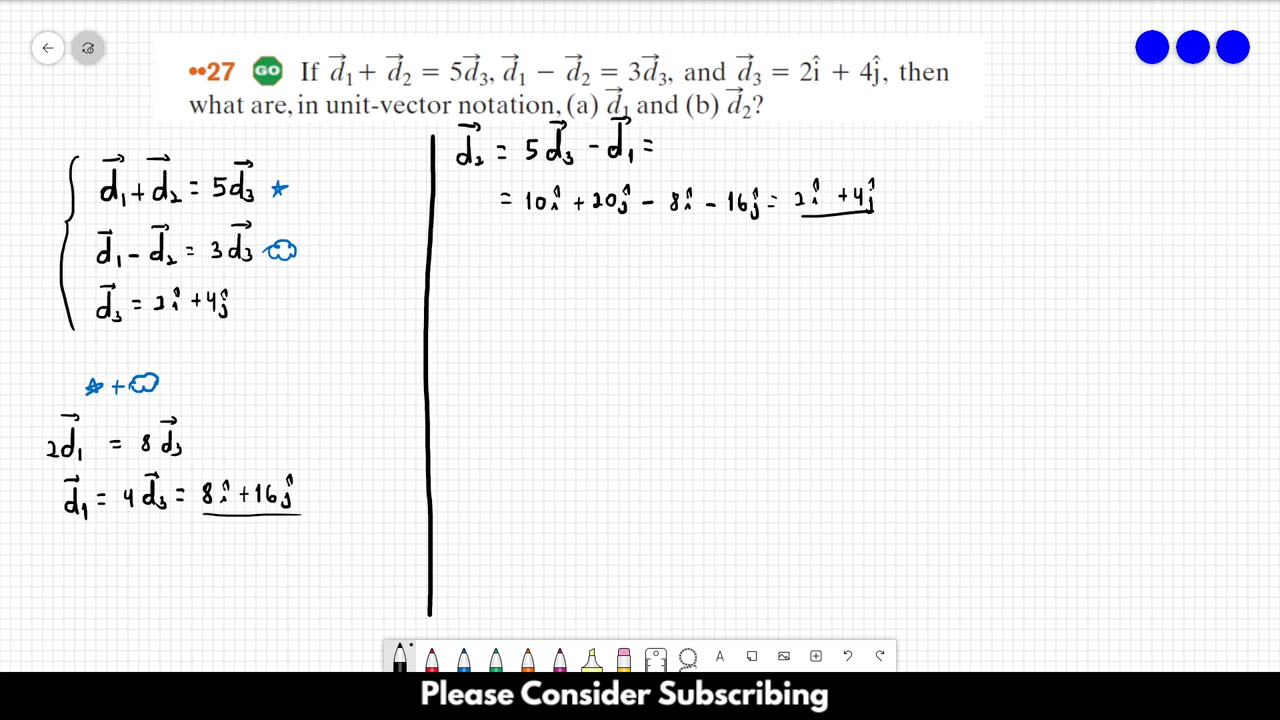 ••27 GO If d⃗₁ + d⃗₂ = 5d⃗₃, d⃗₁ − d⃗₂ = 3d⃗₃, and d⃗₃ = 2î + 4ĵ, then
what are, in unit-vector notation, (a) d⃗₁ and (b) d⃗₂?
d⃗₁ + d⃗₂ = 5d⃗₃ ☆
d⃗₁ − d⃗₂ = 3d⃗₃
d⃗₃ = 2î + 4ĵ
☆ +
2d⃗₁ = 8d⃗₃
d⃗₁ = 4d⃗₃ = 8î + 16ĵ
d⃗₂ = 5d⃗₃ − d⃗₁ =
= 10î + 20ĵ − 8î − 16ĵ = 2î + 4ĵ
A
Please Consider Subscribing